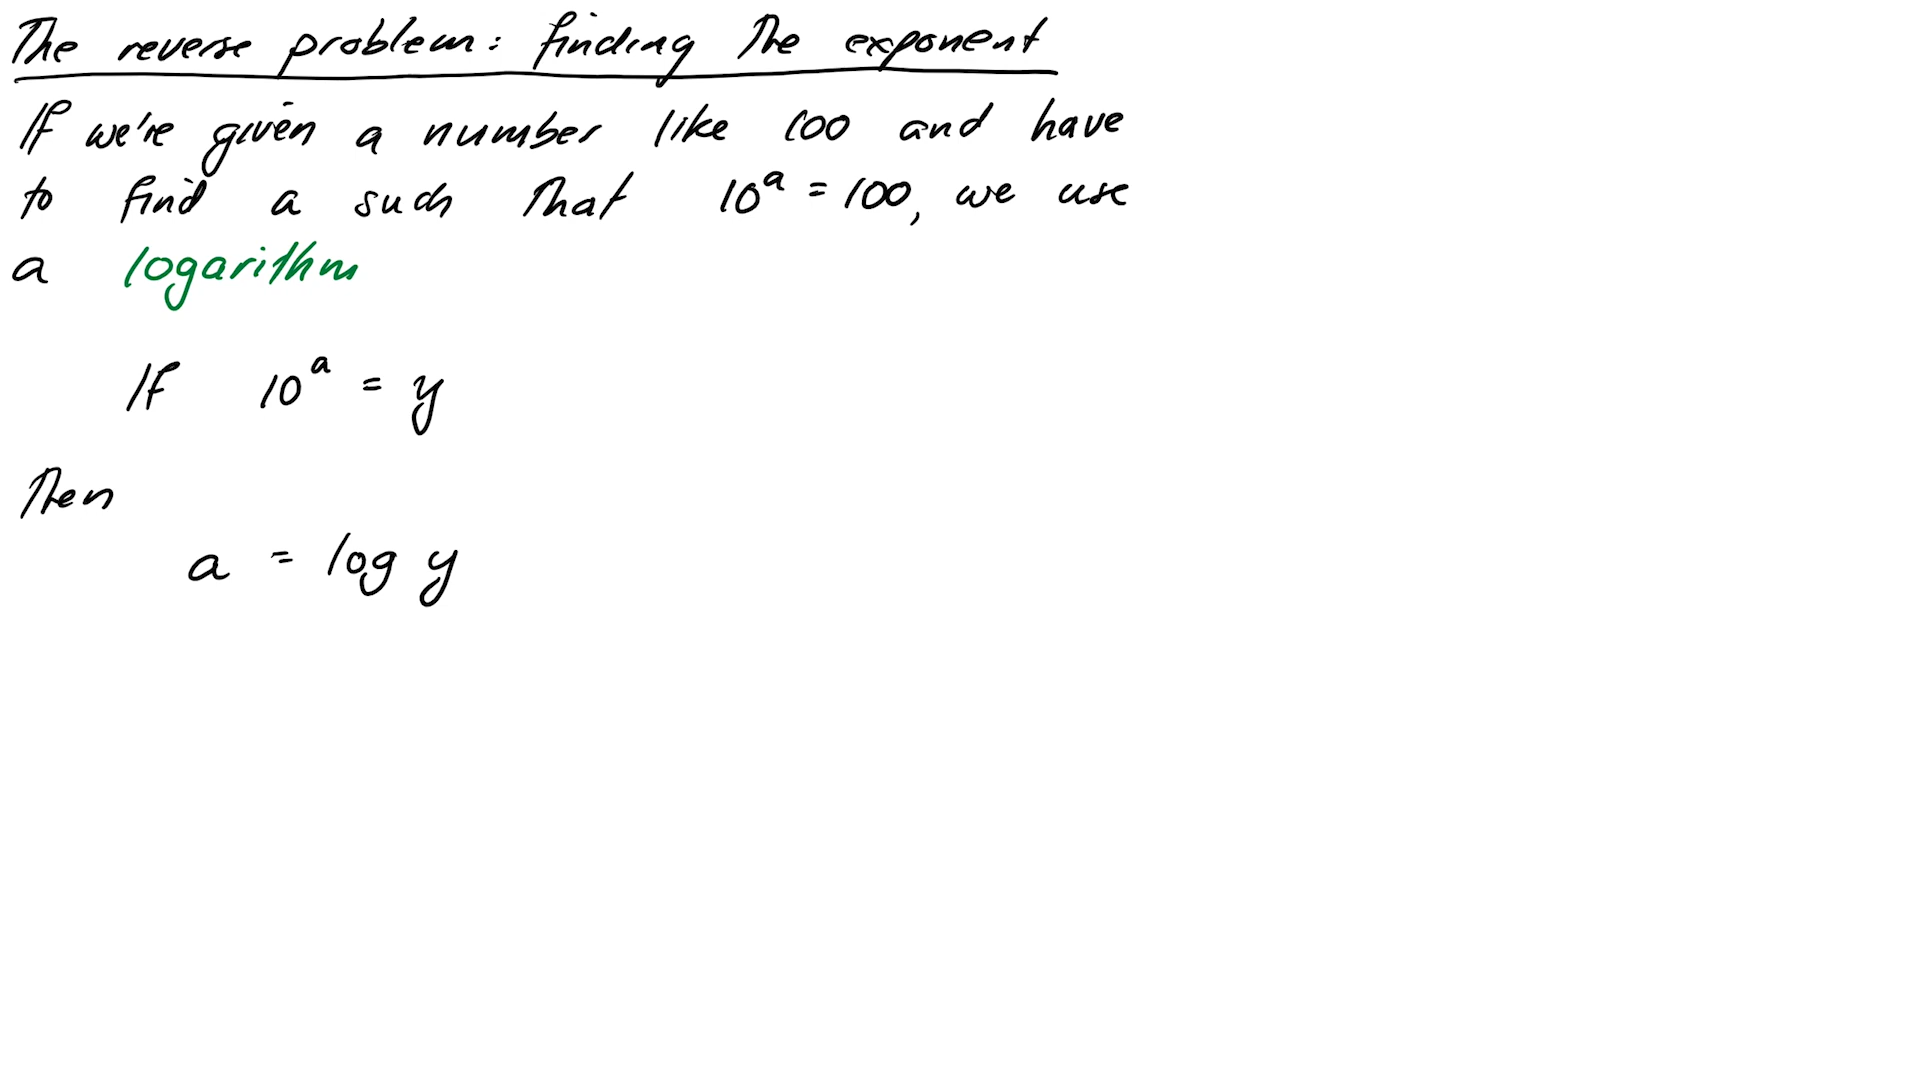 The reverse problem: finding the exponent
If we're given a number like 100 and have
to find a such that 10^a = 100, we use
a logarithm
If 10^a = y
Then
a = log y